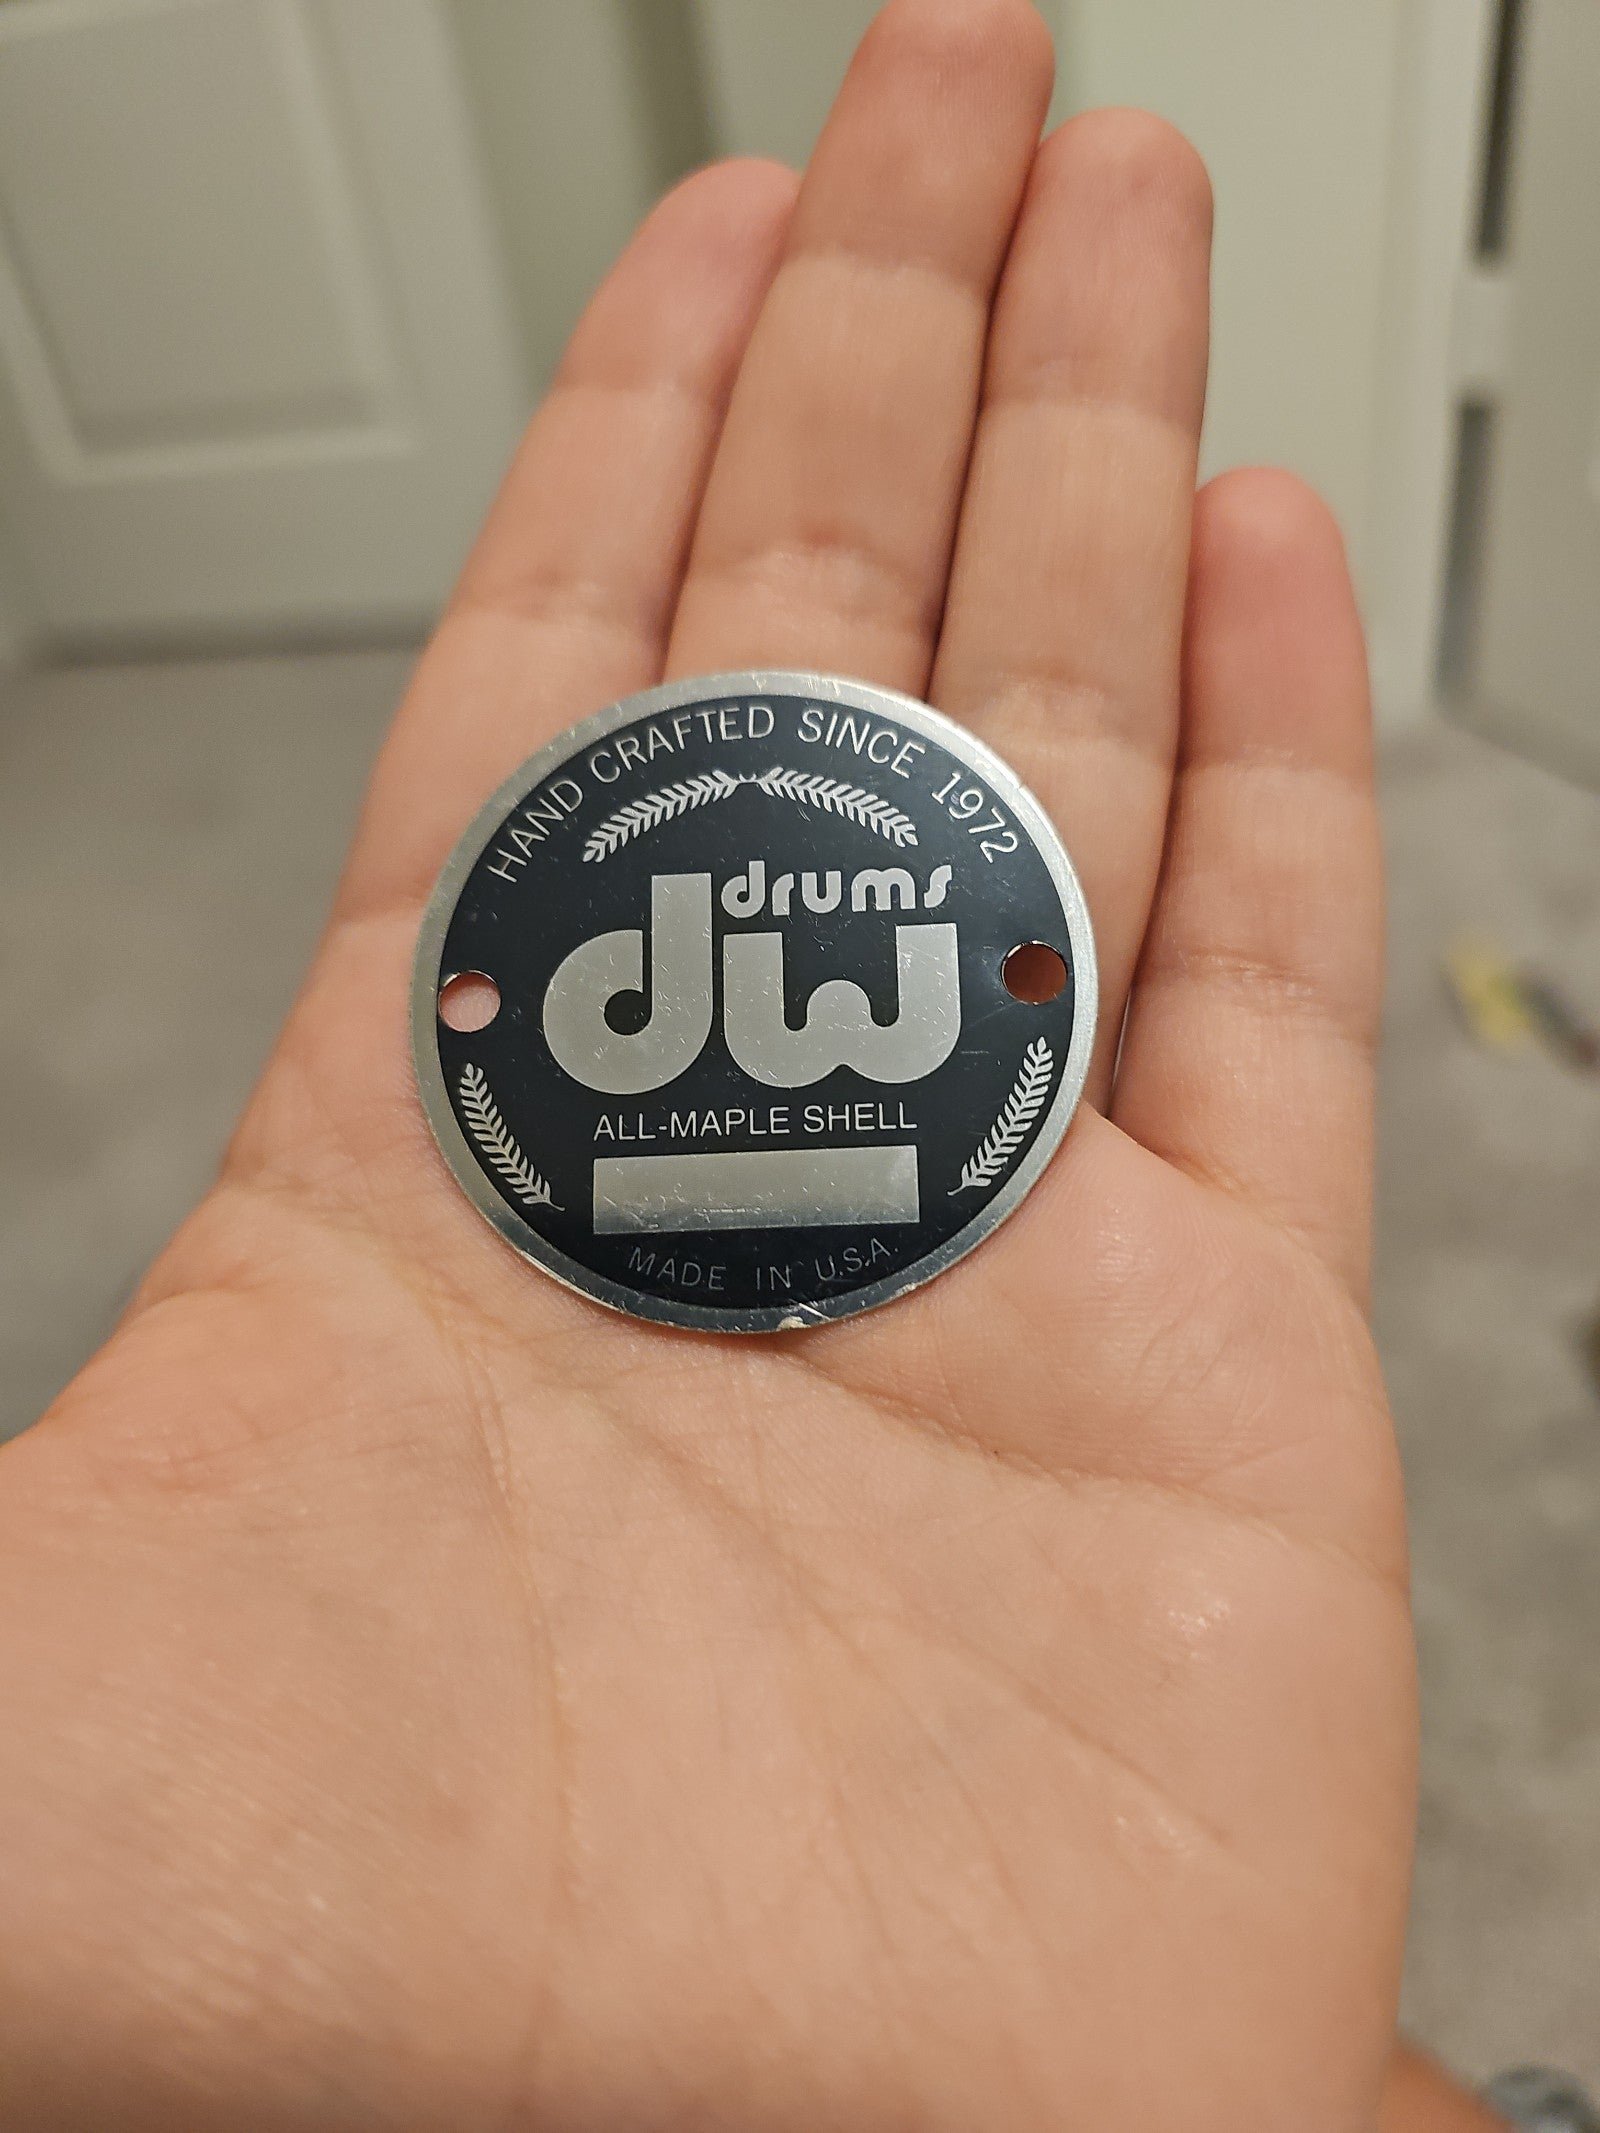 HAND CRAFTED SINCE 1972
drums
dw
ALL-MAPLE SHELL
MADE IN U.S.A.